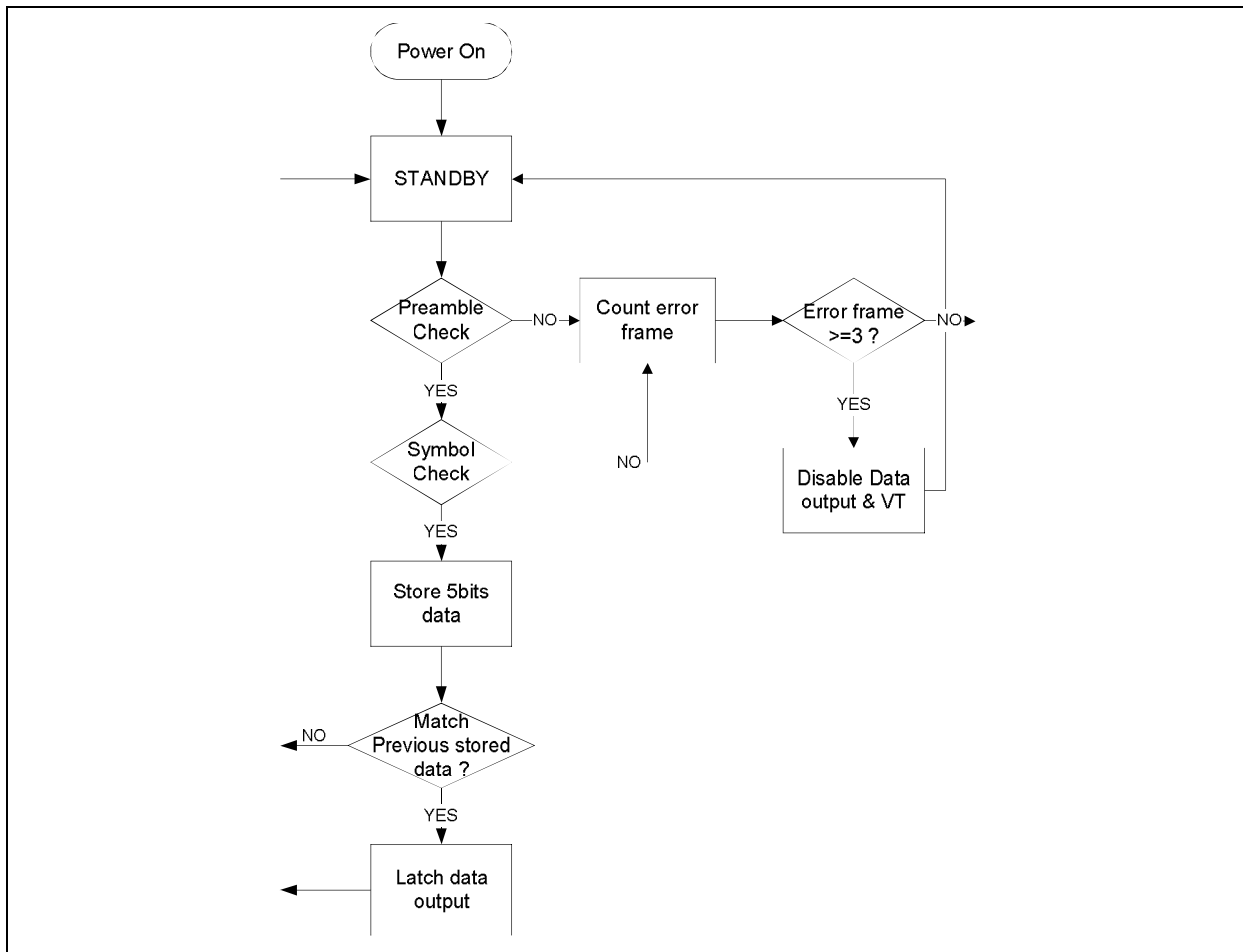 Power On
STANDBY
Preamble
Check
NO
Count error
frame
Error frame
>=3 ?
NO
YES
YES
Symbol
Check
NO
Disable Data
output & VT
YES
Store 5bits
data
Match
Previous stored
data ?
NO
YES
Latch data
output